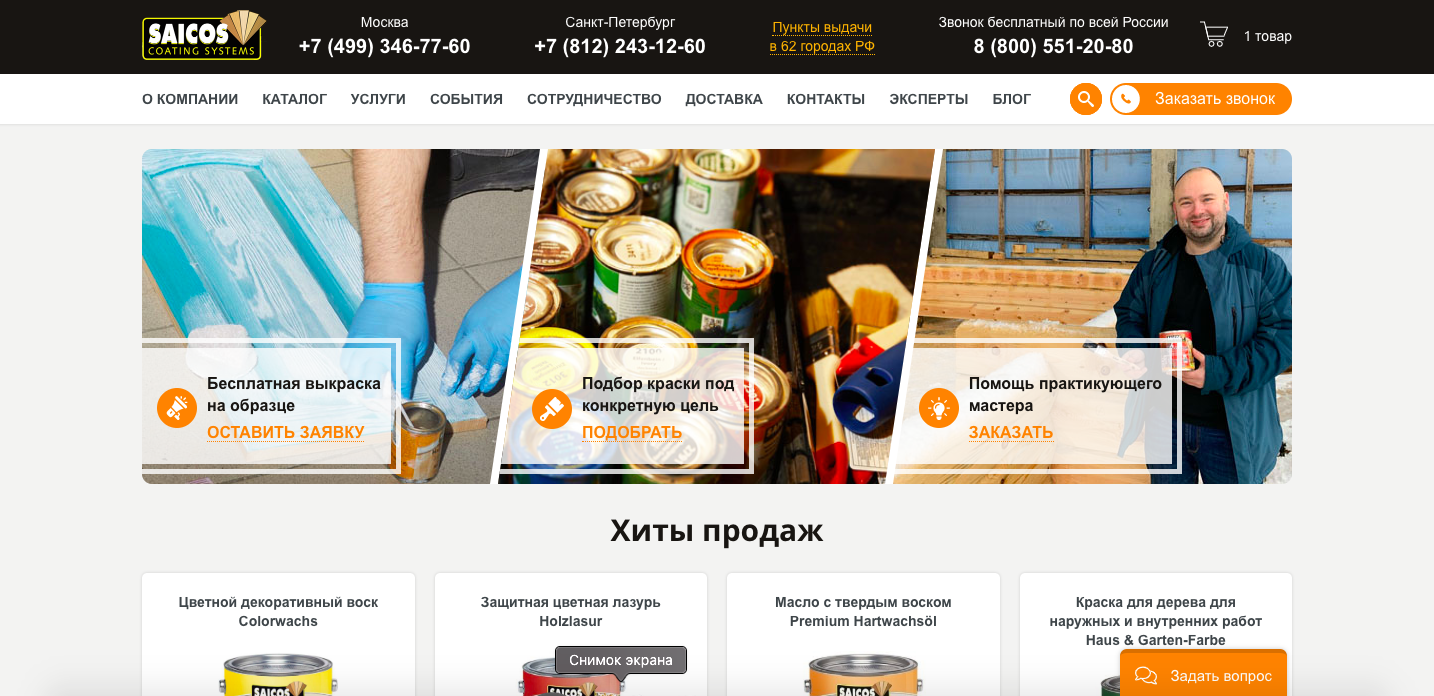 SAICOS
COATING SYSTEMS
Москва
+7 (499) 346-77-60
Санкт-Петербург
+7 (812) 243-12-60
Пункты выдачи
в 62 городах РФ
Звонок бесплатный по всей России
8 (800) 551-20-80
1 товар
О КОМПАНИИ КАТАЛОГ УСЛУГИ СОБЫТИЯ СОТРУДНИЧЕСТВО ДОСТАВКА КОНТАКТЫ ЭКСПЕРТЫ БЛОГ
Заказать звонок
Бесплатная выкраска
на образце
ОСТАВИТЬ ЗАЯВКУ
Подбор краски под
конкретную цель
ПОДОБРАТЬ
Помощь практикующего
мастера
ЗАКАЗАТЬ
Хиты продаж
Цветной декоративный воск
Colorwachs
Защитная цветная лазурь
Holzlasur
Масло с твердым воском
Premium Hartwachsöl
Краска для дерева для
наружных и внутренних работ
Haus & Garten-Farbe
Снимок экрана
SAICOS
SAICOS
SAICOS
Задать вопрос